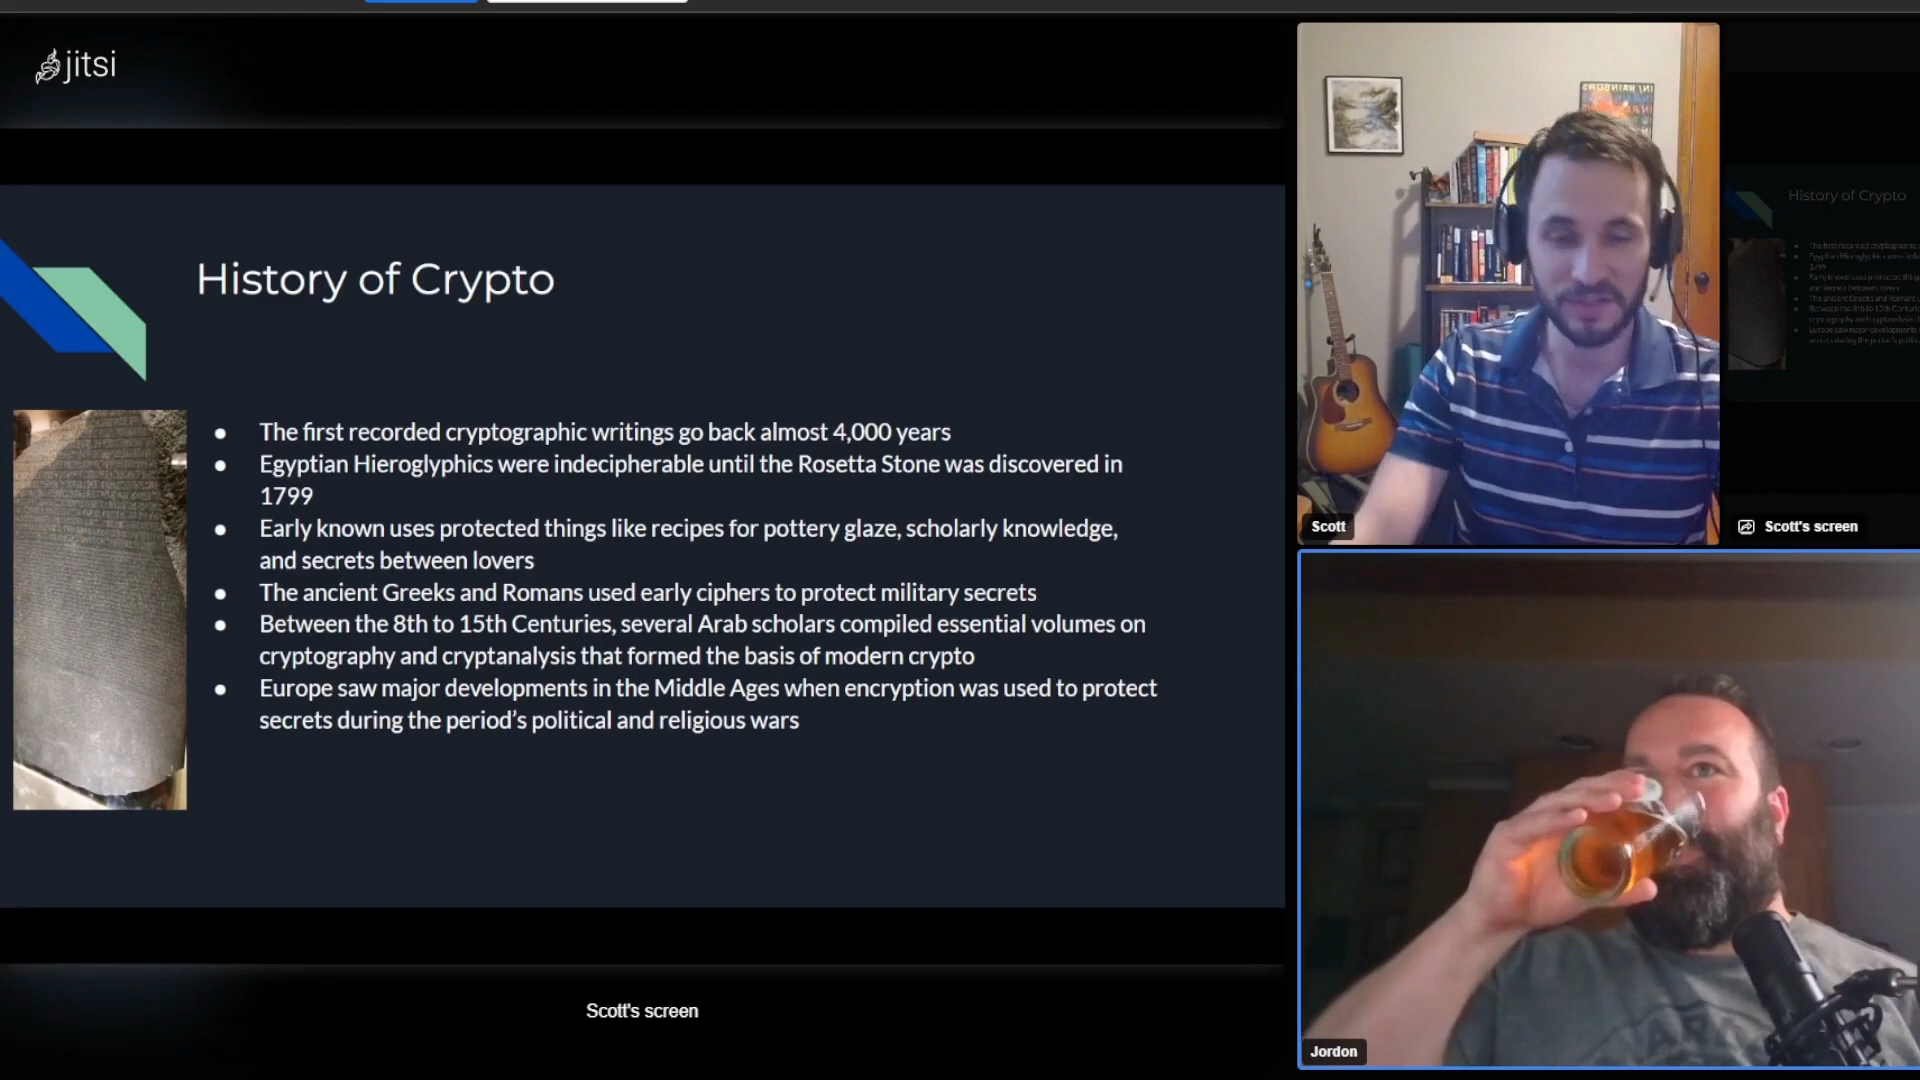 jitsi
History of Crypto
The first recorded cryptographic writings go back almost 4,000 years
Egyptian Hieroglyphics were indecipherable until the Rosetta Stone was discovered in
1799
Early known uses protected things like recipes for pottery glaze, scholarly knowledge,
and secrets between lovers
The ancient Greeks and Romans used early ciphers to protect military secrets
Between the 8th to 15th Centuries, several Arab scholars compiled essential volumes on
cryptography and cryptanalysis that formed the basis of modern crypto
Europe saw major developments in the Middle Ages when encryption was used to protect
secrets during the period's political and religious wars
Scott's screen
IN/RAINBOWS
Scott
History of Crypto
Scott's screen
Jordon